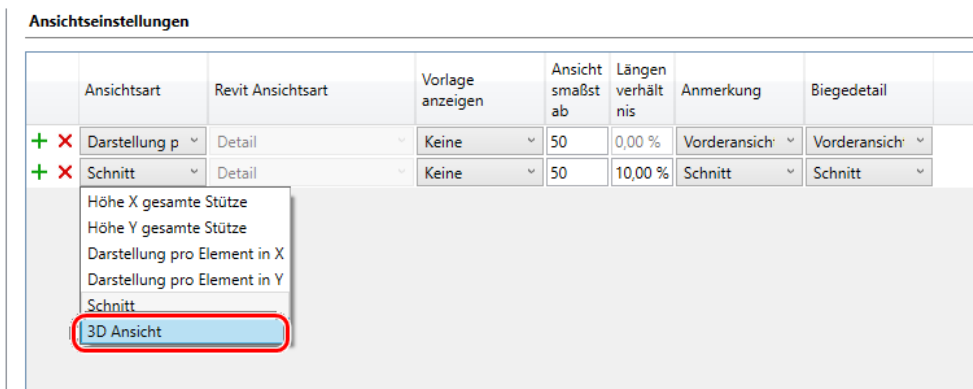 Ansichtseinstellungen
Ansichtsart
Revit Ansichtsart
Vorlage
anzeigen
Ansicht
smaßst
ab
Längen
verhält
nis
Anmerkung
Biegedetail
Darstellung p Detail Keine 50 0,00 % Vorderansich Vorderansich
Schnitt Detail Keine 50 10,00 % Schnitt Schnitt
Höhe X gesamte Stütze
Höhe Y gesamte Stütze
Darstellung pro Element in X
Darstellung pro Element in Y
Schnitt
3D Ansicht